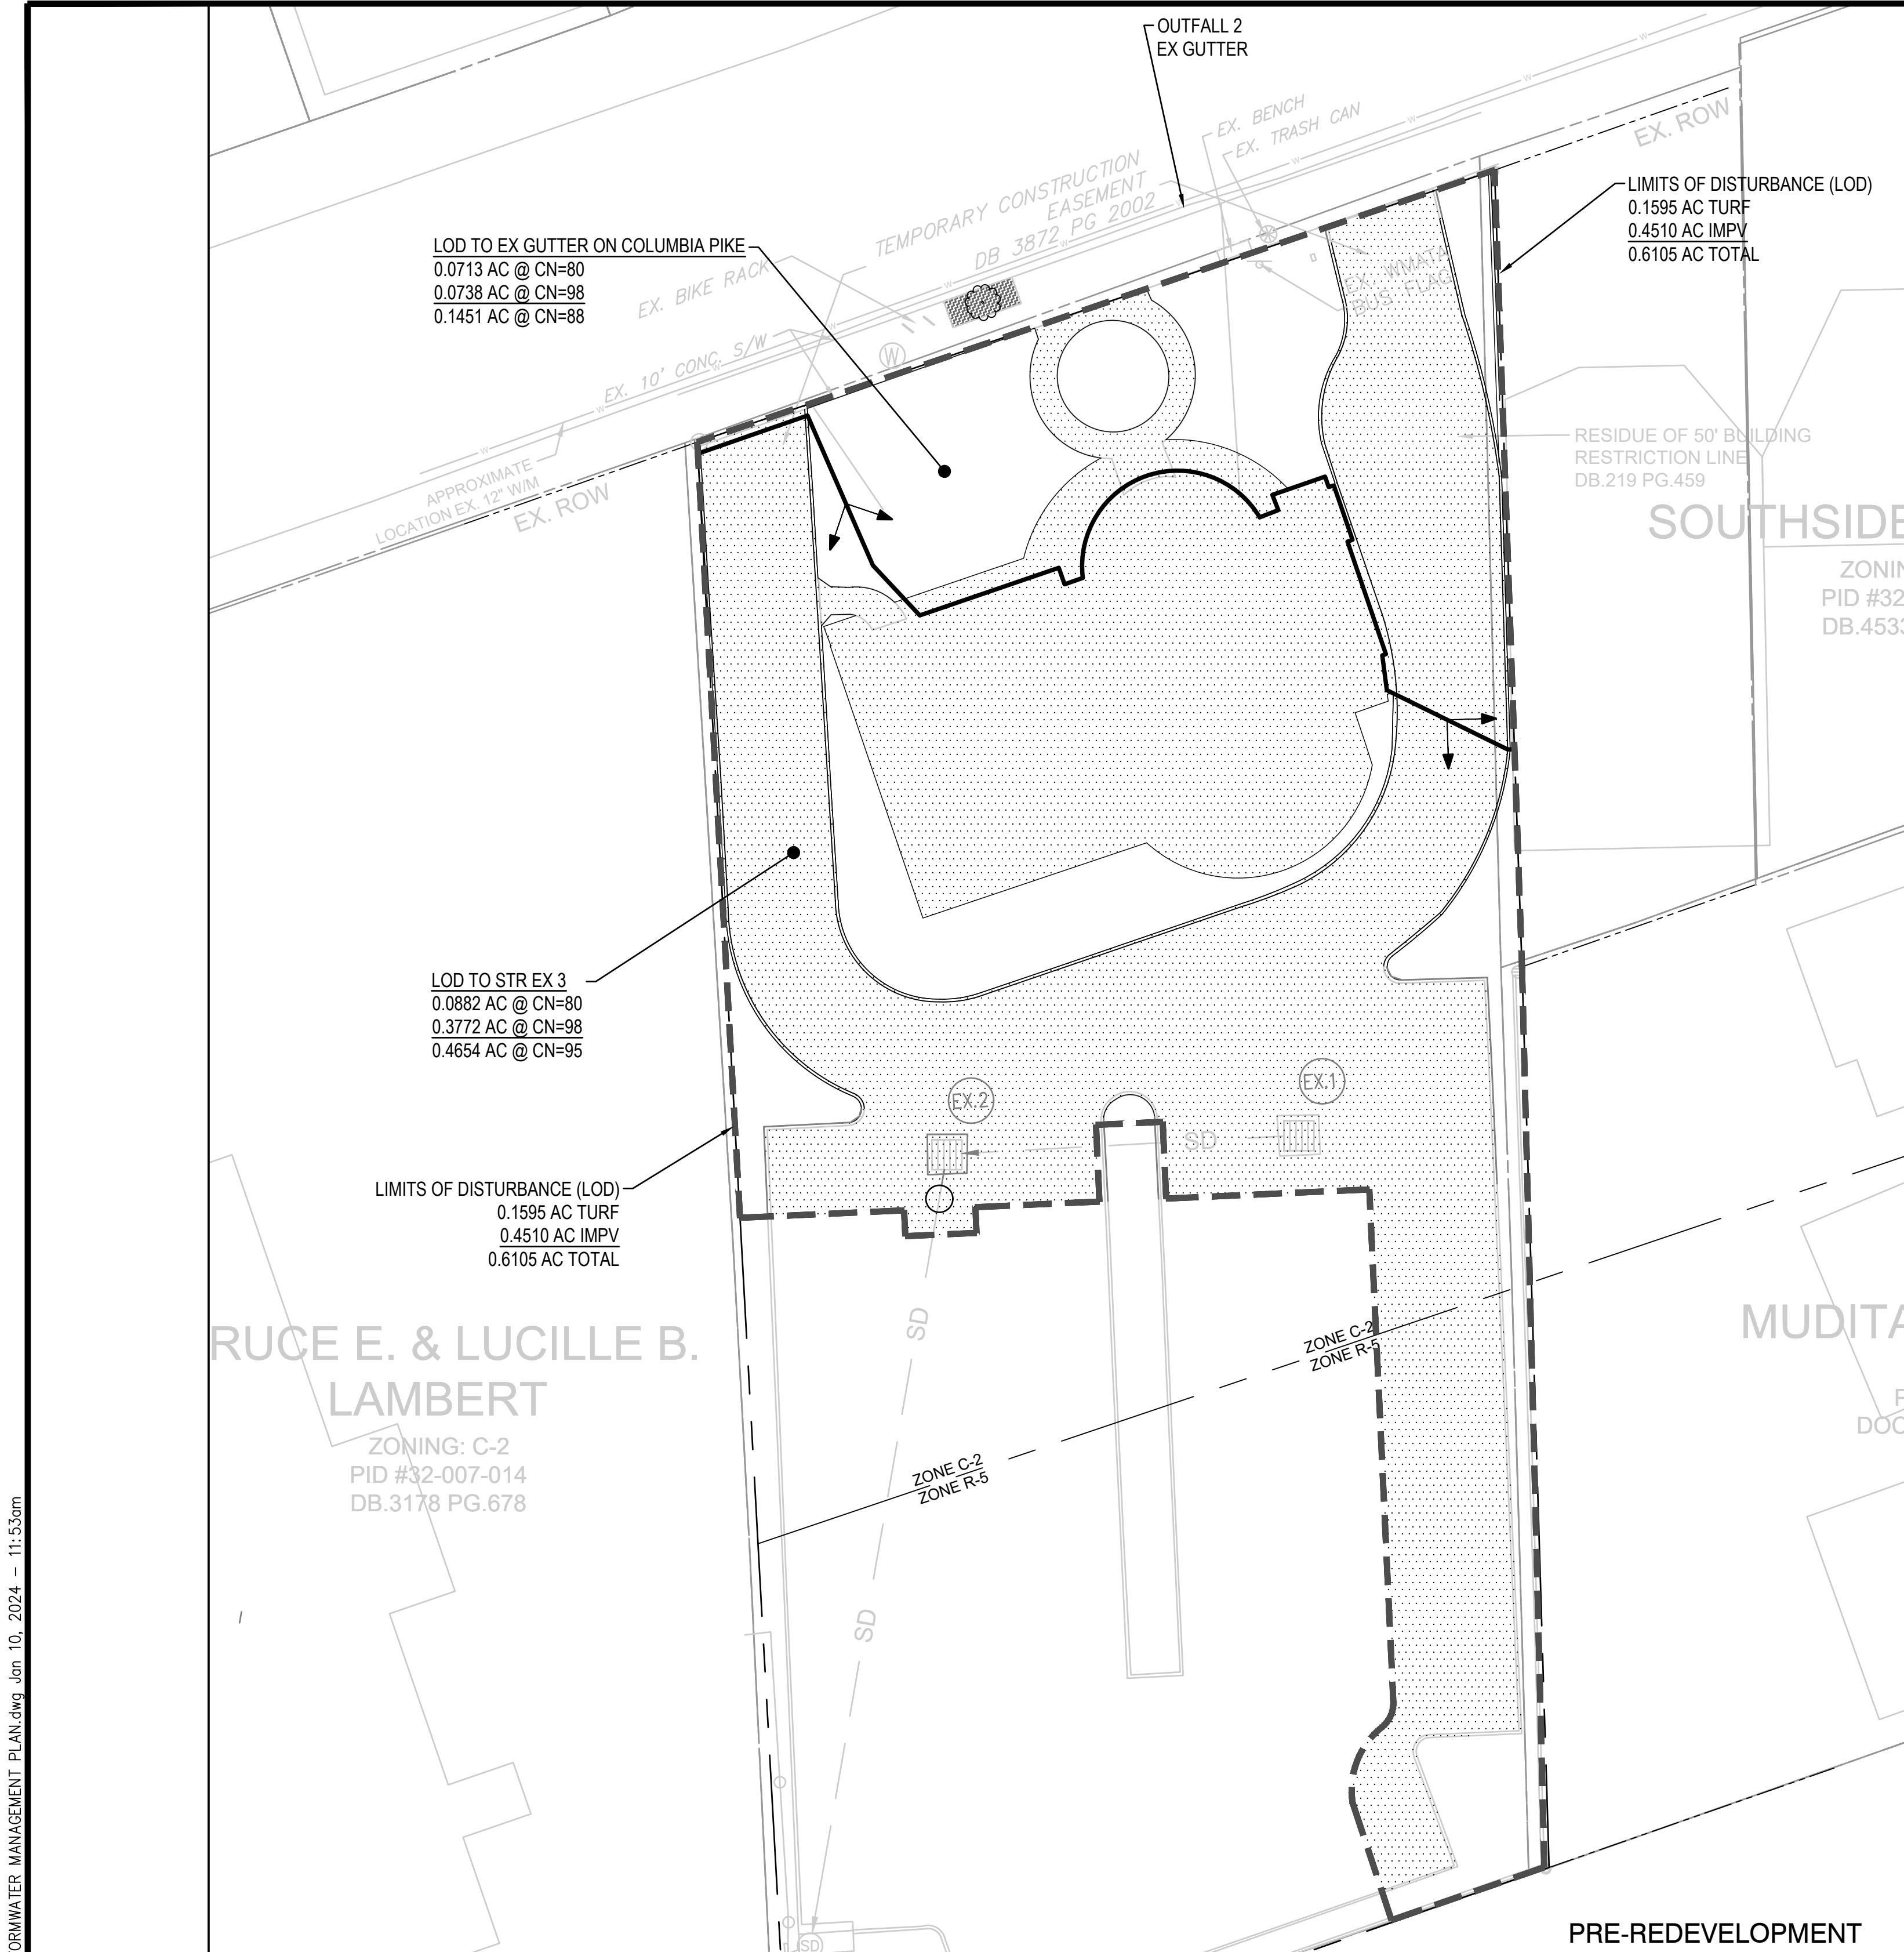 OUTFALL 2
EX GUTTER
EX. BENCH
EX. TRASH CAN
EX. ROW
TEMPORARY CONSTRUCTION
EASEMENT
DB 3872 PG 2002
LIMITS OF DISTURBANCE (LOD)
0.1595 AC TURF
0.4510 AC IMPV
0.6105 AC TOTAL
LOD TO EX GUTTER ON COLUMBIA PIKE
0.0713 AC @ CN=80
0.0738 AC @ CN=98
0.1451 AC @ CN=88
EX. BIKE RACK
EX. WMATA
BUS FLAG
EX. 10' CONC. S/W
W
APPROXIMATE
LOCATION EX. 12" W/M
EX. ROW
RESIDUE OF 50' BUILDING
RESTRICTION LINE
DB.219 PG.459
SOUTHSIDE
ZONIN
PID #32
DB.453
LOD TO STR EX 3
0.0882 AC @ CN=80
0.3772 AC @ CN=98
0.4654 AC @ CN=95
EX.2
EX.1
SD
LIMITS OF DISTURBANCE (LOD)
0.1595 AC TURF
0.4510 AC IMPV
0.6105 AC TOTAL
SD
RUCE E. & LUCILLE B.
LAMBERT
ZONING: C-2
PID #32-007-014
DB.3178 PG.678
ZONE C-2
ZONE R-5
ZONE C-2
ZONE R-5
MUDITA
P
DOC
SD
SD
PRE-REDEVELOPMENT
ORMWATER MANAGEMENT PLAN.dwg Jan 10, 2024 - 11:53am